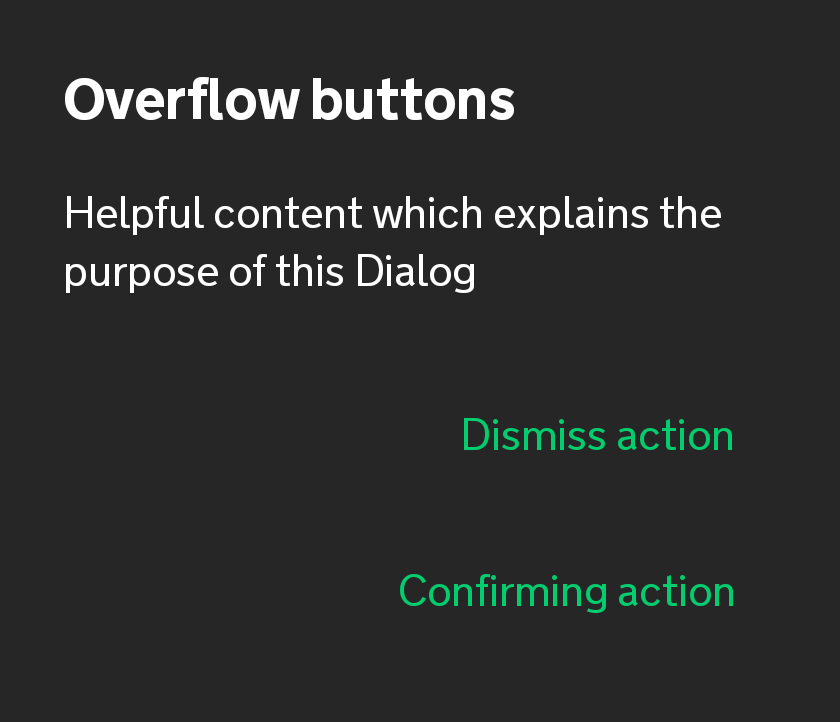 Overflow buttons
Helpful content which explains the
purpose of this Dialog
Dismiss action
Confirming action